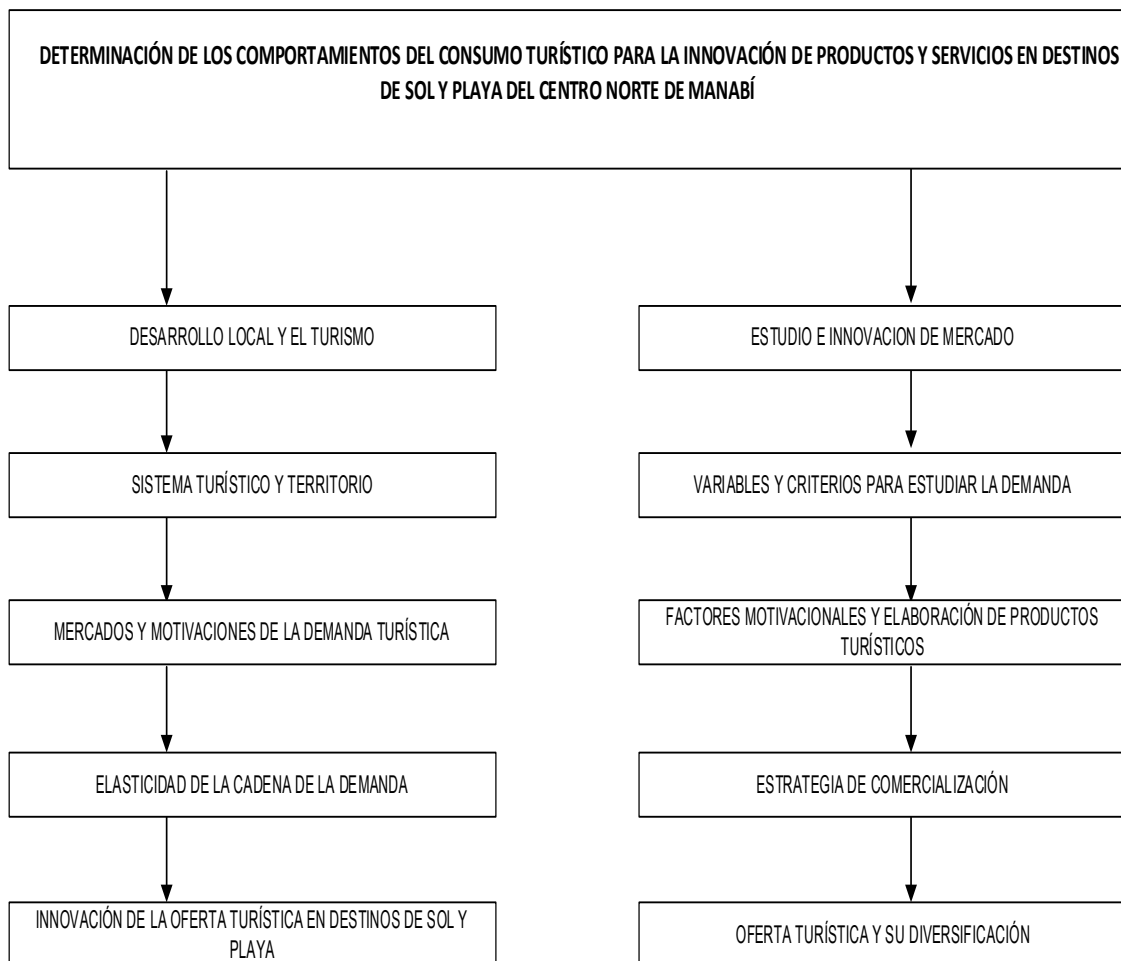 DETERMINACIÓN DE LOS COMPORTAMIENTOS DEL CONSUMO TURÍSTICO PARA LA INNOVACIÓN DE PRODUCTOS Y SERVICIOS EN DESTINOS
DE SOL Y PLAYA DEL CENTRO NORTE DE MANABÍ
DESARROLLO LOCAL Y EL TURISMO
SISTEMA TURÍSTICO Y TERRITORIO
MERCADOS Y MOTIVACIONES DE LA DEMANDA TURÍSTICA
ELASTICIDAD DE LA CADENA DE LA DEMANDA
INNOVACIÓN DE LA OFERTA TURÍSTICA EN DESTINOS DE SOL Y
PLAYA
ESTUDIO E INNOVACION DE MERCADO
VARIABLES Y CRITERIOS PARA ESTUDIAR LA DEMANDA
FACTORES MOTIVACIONALES Y ELABORACIÓN DE PRODUCTOS
TURÍSTICOS
ESTRATEGIA DE COMERCIALIZACIÓN
OFERTA TURÍSTICA Y SU DIVERSIFICACIÓN